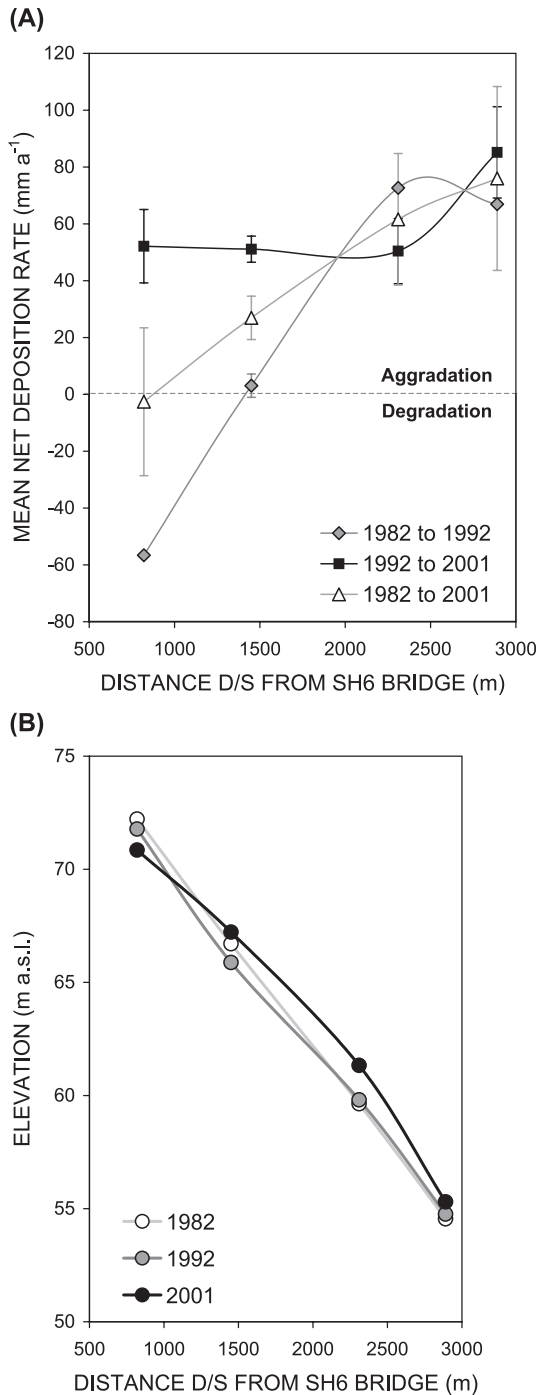 (A)
MEAN NET DEPOSITION RATE (mm a⁻¹)
120
100
80
60
40
20
0
-20
-40
-60
-80
Aggradation
Degradation
1982 to 1992
1992 to 2001
1982 to 2001
500 1000 1500 2000 2500 3000
DISTANCE D/S FROM SH6 BRIDGE (m)
(B)
ELEVATION (m a.s.l.)
75
70
65
60
55
50
1982
1992
2001
500 1000 1500 2000 2500 3000
DISTANCE D/S FROM SH6 BRIDGE (m)